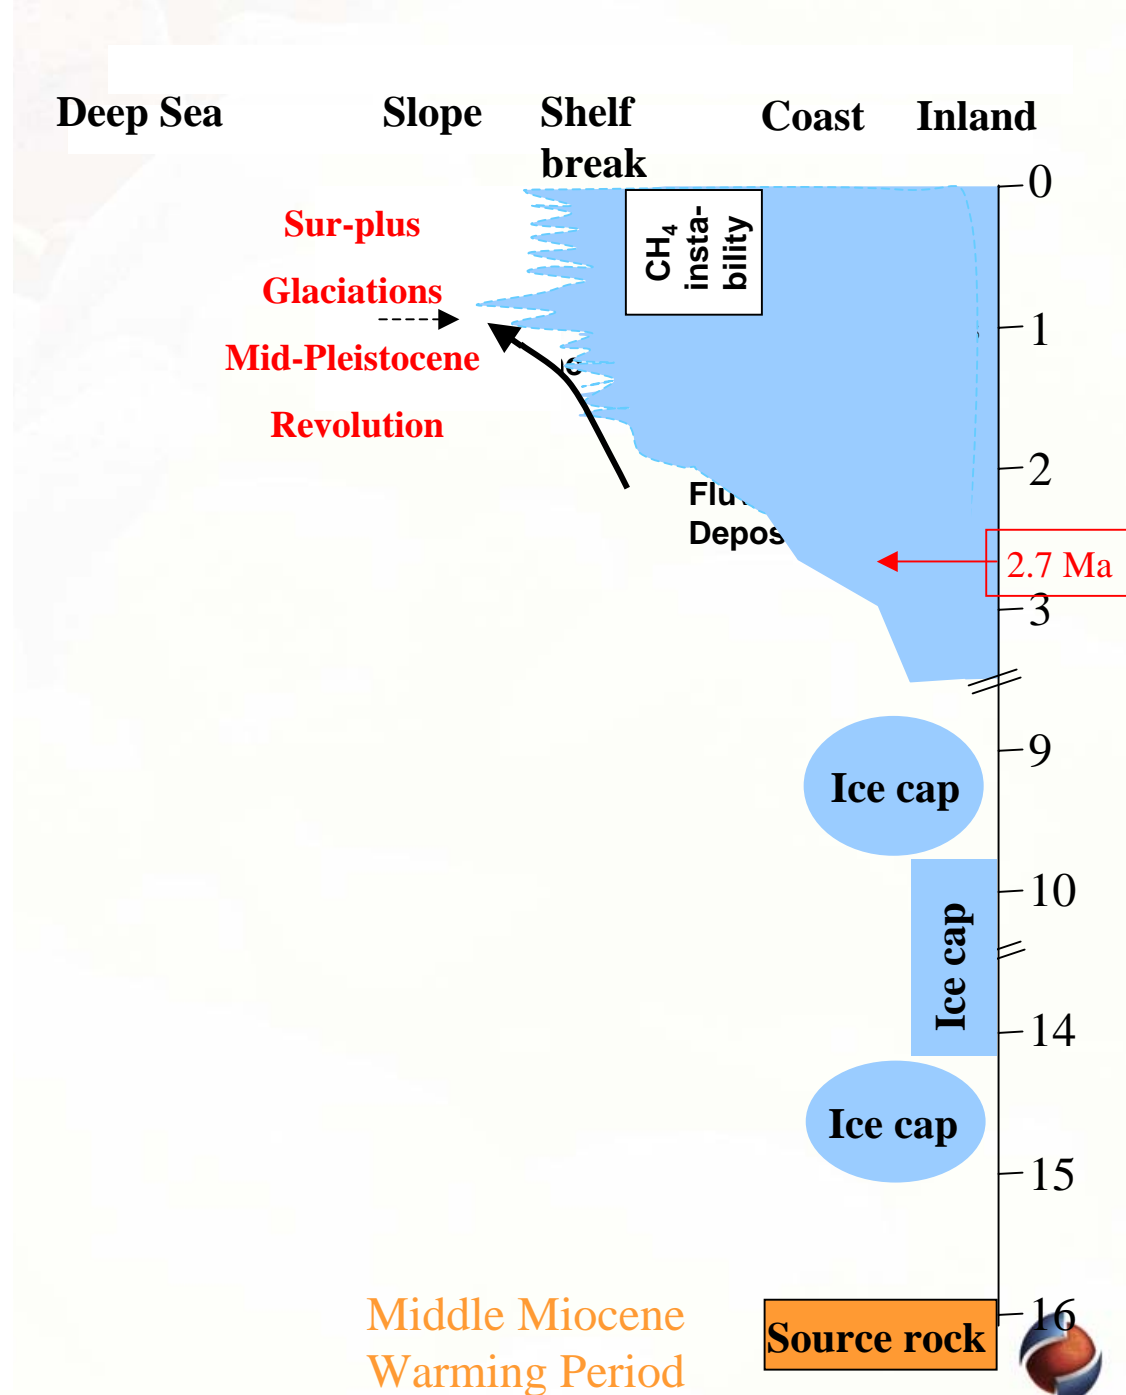 Deep Sea Slope Shelf break Coast Inland
0
Sur-plus
Glaciations
Mid-Pleistocene
Revolution
CH₄ insta-
bility
1
2
Depos
2.7 Ma
3
9
Ice cap
10
Ice cap
14
Ice cap
15
16
Middle Miocene
Warming Period
Source rock